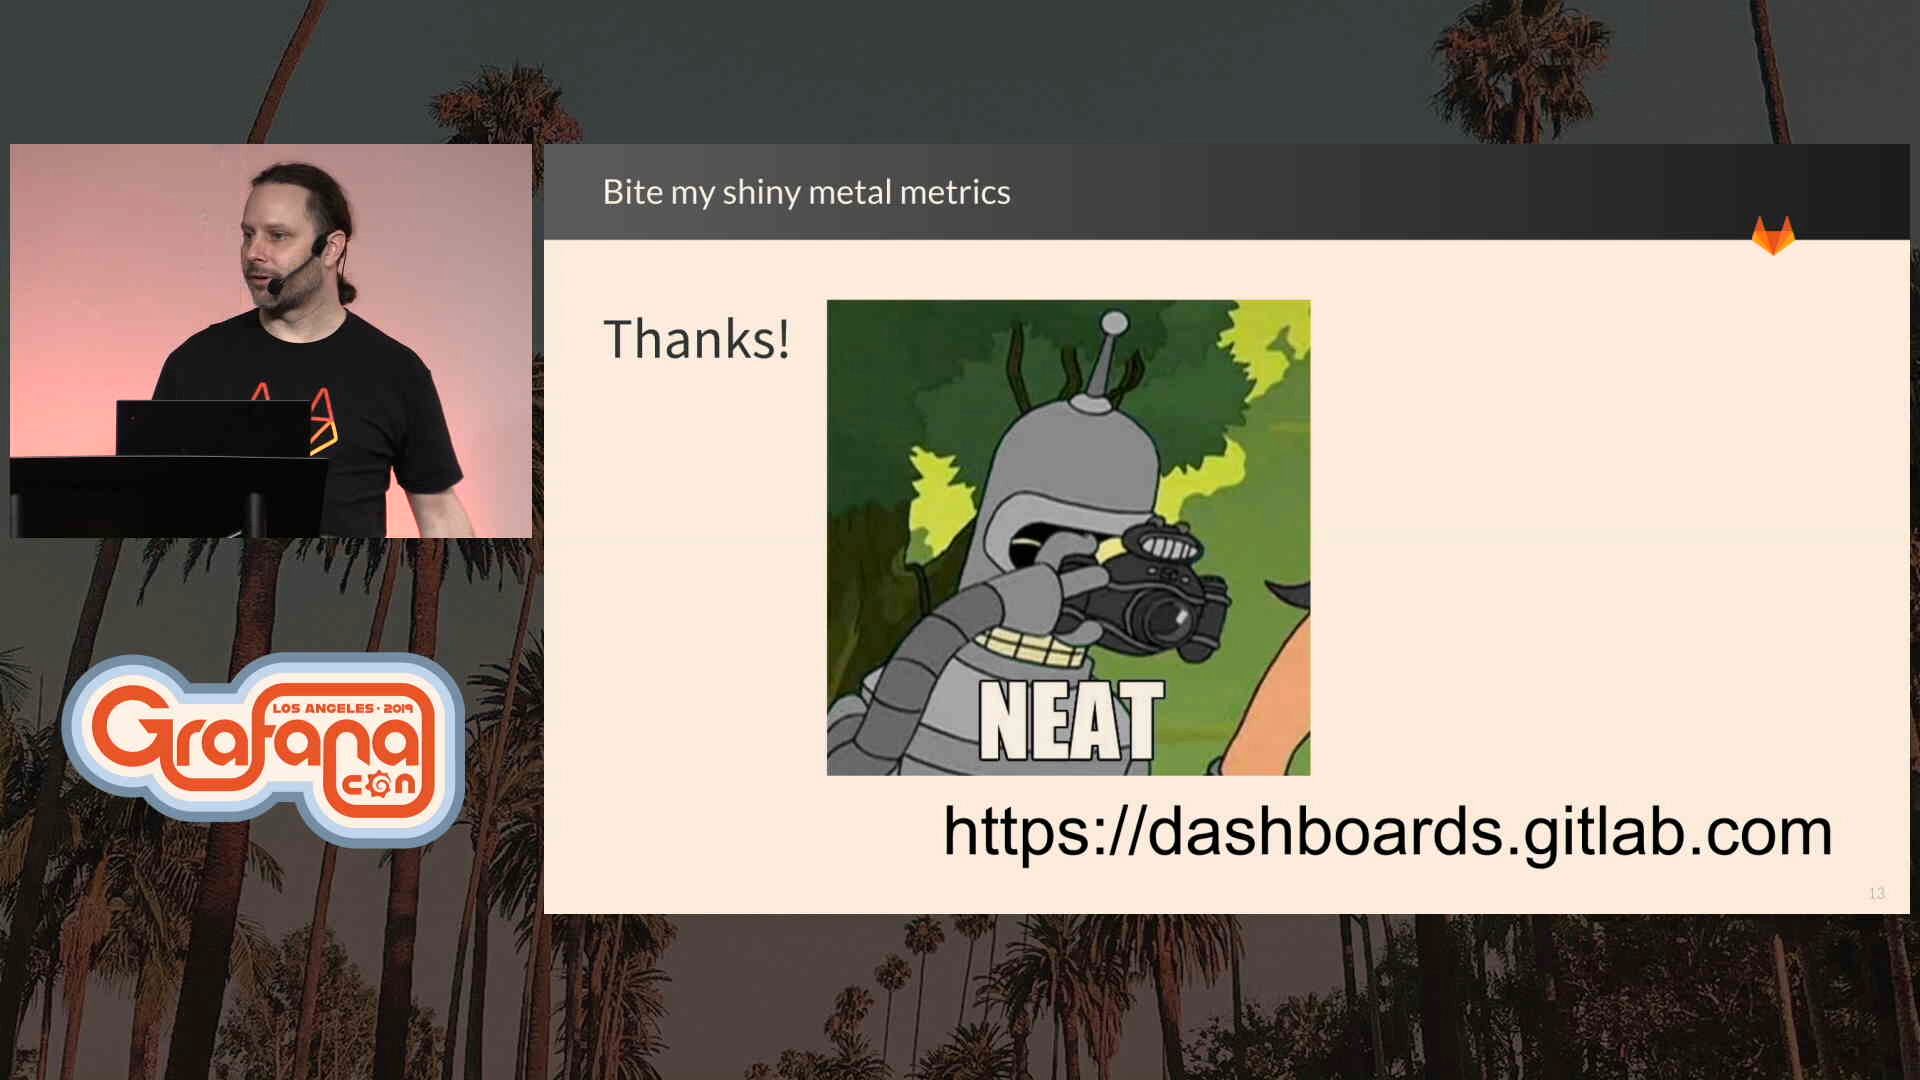 Bite my shiny metal metrics
Thanks!
NEAT
https://dashboards.gitlab.com
13
LOS ANGELES · 2019
Grafana
con